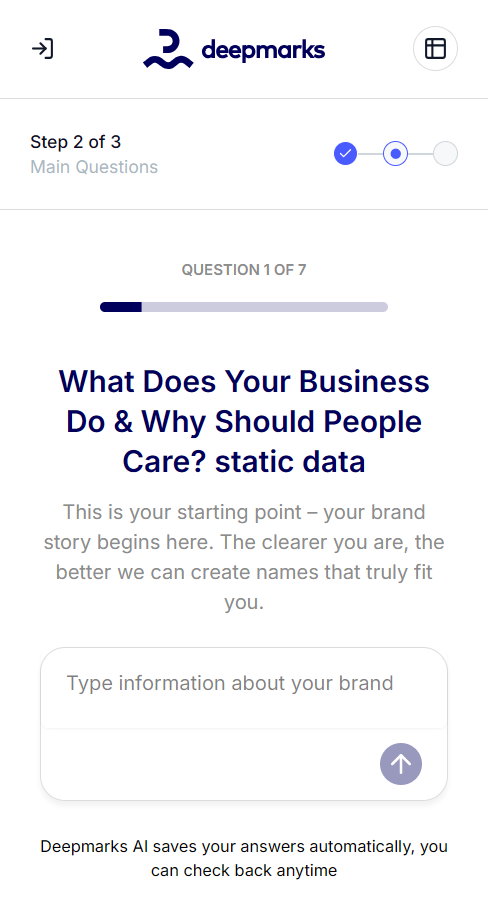 deepmarks
Step 2 of 3
Main Questions
QUESTION 1 OF 7
What Does Your Business
Do & Why Should People
Care? static data
This is your starting point – your brand
story begins here. The clearer you are, the
better we can create names that truly fit
you.
Type information about your brand
Deepmarks AI saves your answers automatically, you
can check back anytime